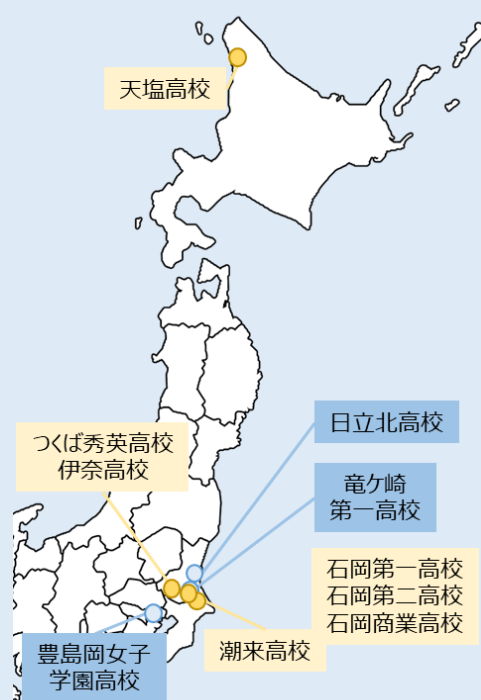 天塩高校
日立北高校
つくば秀英高校
伊奈高校
竜ケ崎
第一高校
石岡第一高校
石岡第二高校
石岡商業高校
潮来高校
豊島岡女子
学園高校